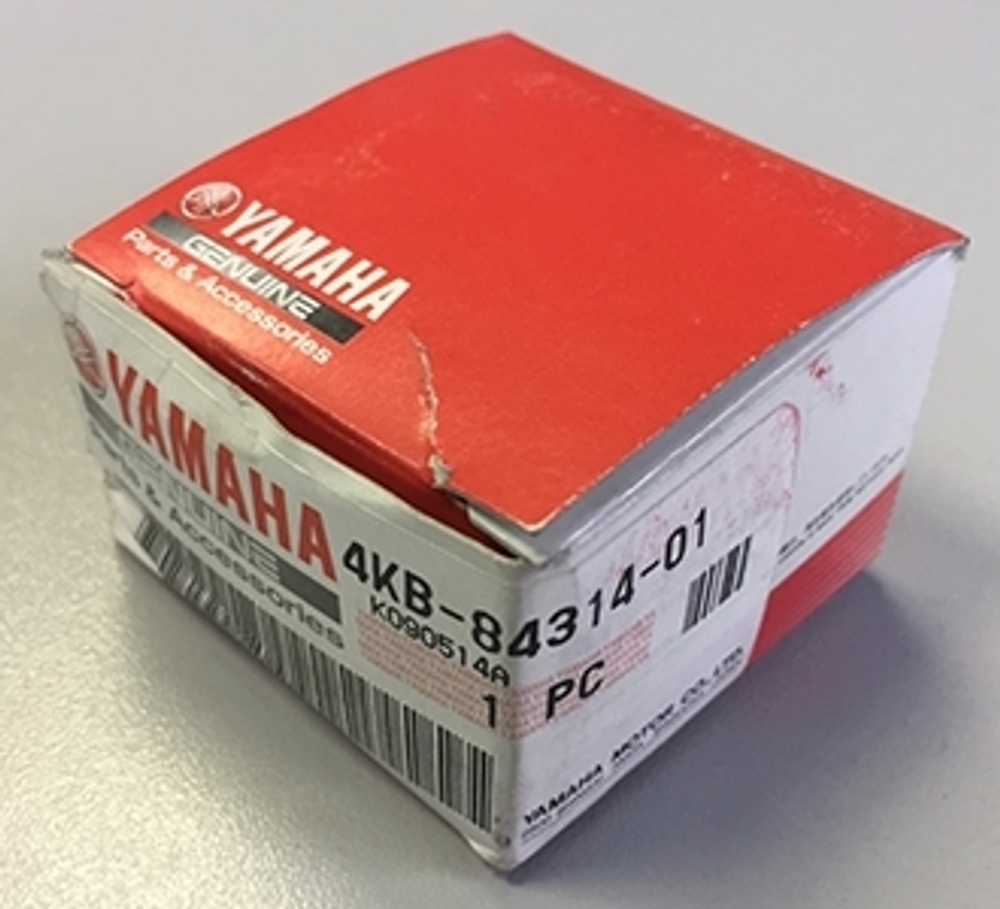 YAMAHA
GENUINE
Parts & Accessories
YAMAHA
GENUINE
Parts & Accessories
4KB-84314-01
K090514A
1 PC
YAMAHA MOTOR CO., LTD.